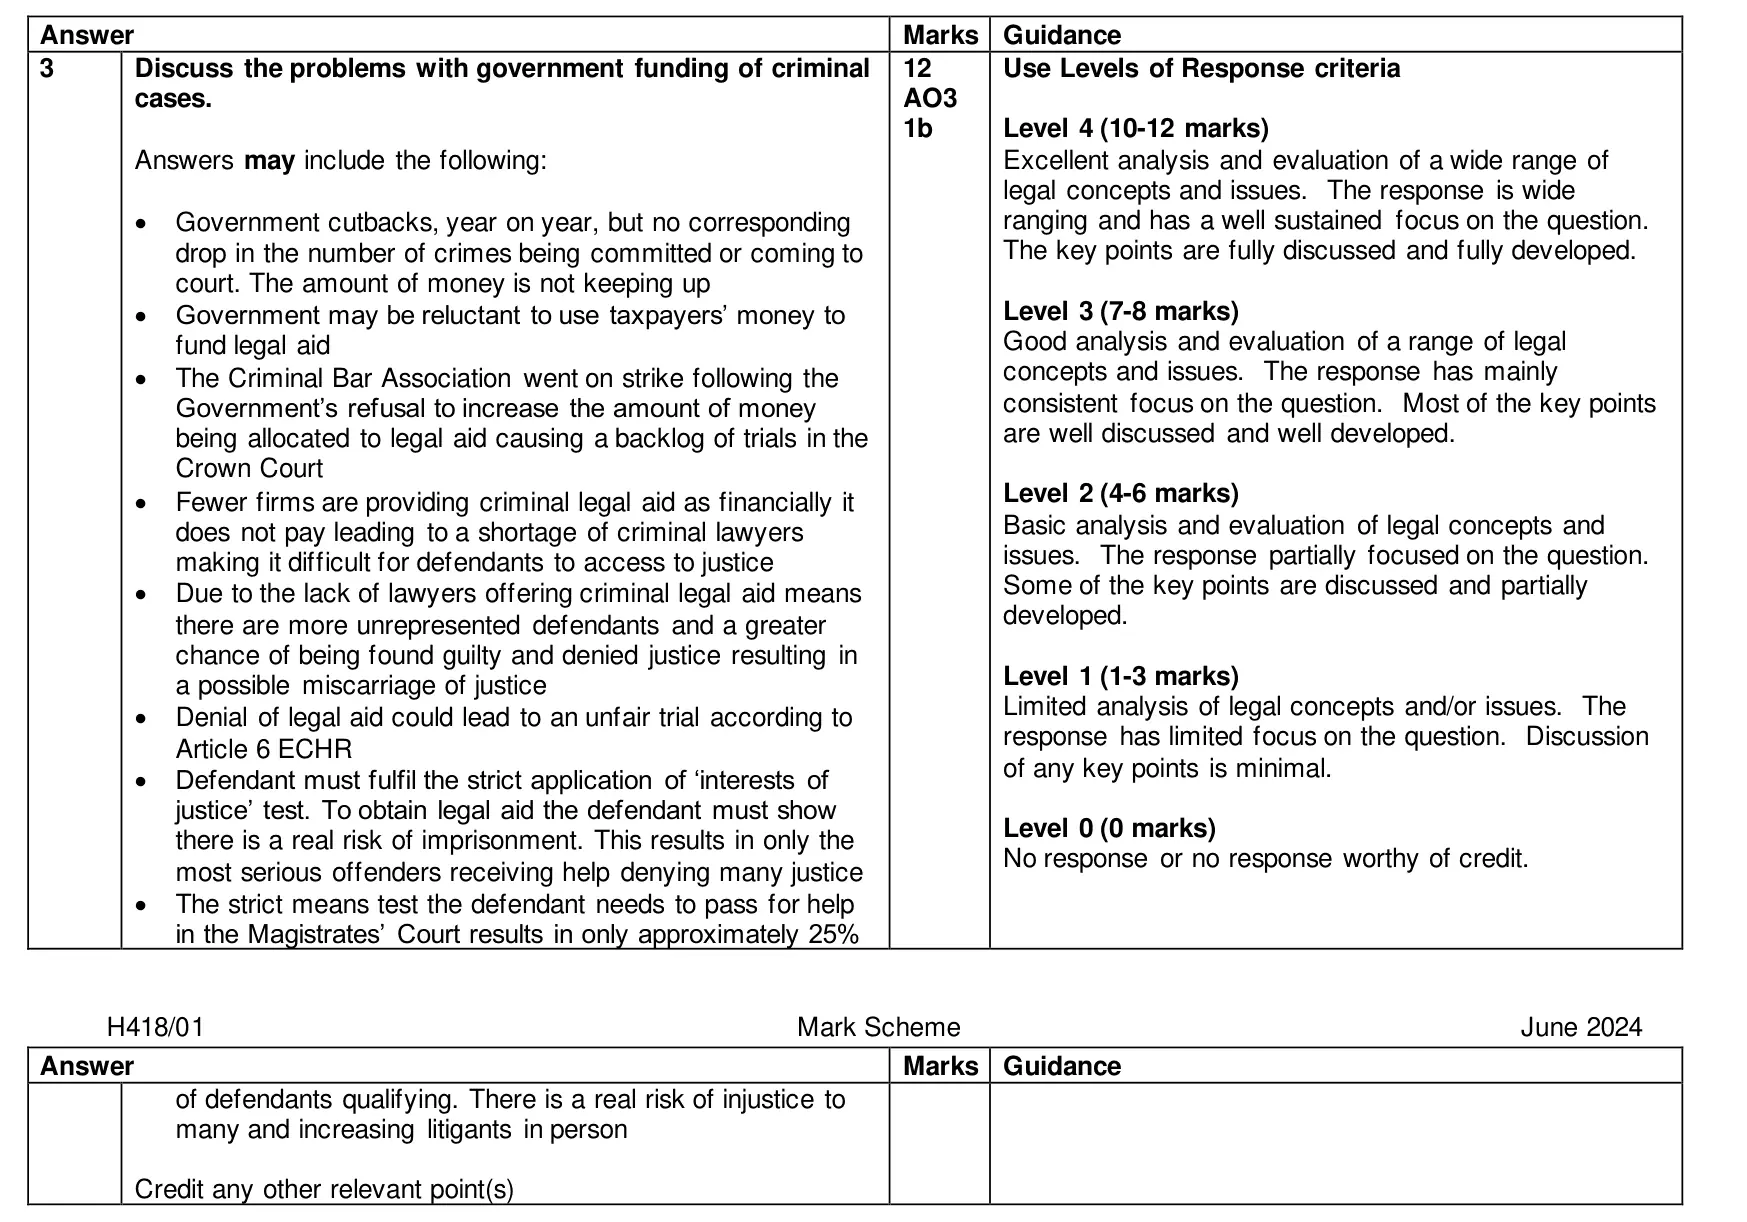 Answer Marks Guidance
3 Discuss the problems with government funding of criminal
cases.
Answers may include the following:
• Government cutbacks, year on year, but no corresponding
drop in the number of crimes being committed or coming to
court. The amount of money is not keeping up
• Government may be reluctant to use taxpayers’ money to
fund legal aid
• The Criminal Bar Association went on strike following the
Government’s refusal to increase the amount of money
being allocated to legal aid causing a backlog of trials in the
Crown Court
• Fewer firms are providing criminal legal aid as financially it
does not pay leading to a shortage of criminal lawyers
making it difficult for defendants to access to justice
• Due to the lack of lawyers offering criminal legal aid means
there are more unrepresented defendants and a greater
chance of being found guilty and denied justice resulting in
a possible miscarriage of justice
• Denial of legal aid could lead to an unfair trial according to
Article 6 ECHR
• Defendant must fulfil the strict application of ‘interests of
justice’ test. To obtain legal aid the defendant must show
there is a real risk of imprisonment. This results in only the
most serious offenders receiving help denying many justice
• The strict means test the defendant needs to pass for help
in the Magistrates’ Court results in only approximately 25%
12
AO3
1b
Use Levels of Response criteria
Level 4 (10-12 marks)
Excellent analysis and evaluation of a wide range of
legal concepts and issues. The response is wide
ranging and has a well sustained focus on the question.
The key points are fully discussed and fully developed.
Level 3 (7-8 marks)
Good analysis and evaluation of a range of legal
concepts and issues. The response has mainly
consistent focus on the question. Most of the key points
are well discussed and well developed.
Level 2 (4-6 marks)
Basic analysis and evaluation of legal concepts and
issues. The response partially focused on the question.
Some of the key points are discussed and partially
developed.
Level 1 (1-3 marks)
Limited analysis of legal concepts and/or issues. The
response has limited focus on the question. Discussion
of any key points is minimal.
Level 0 (0 marks)
No response or no response worthy of credit.
H418/01 Mark Scheme June 2024
Answer Marks Guidance
of defendants qualifying. There is a real risk of injustice to
many and increasing litigants in person
Credit any other relevant point(s)